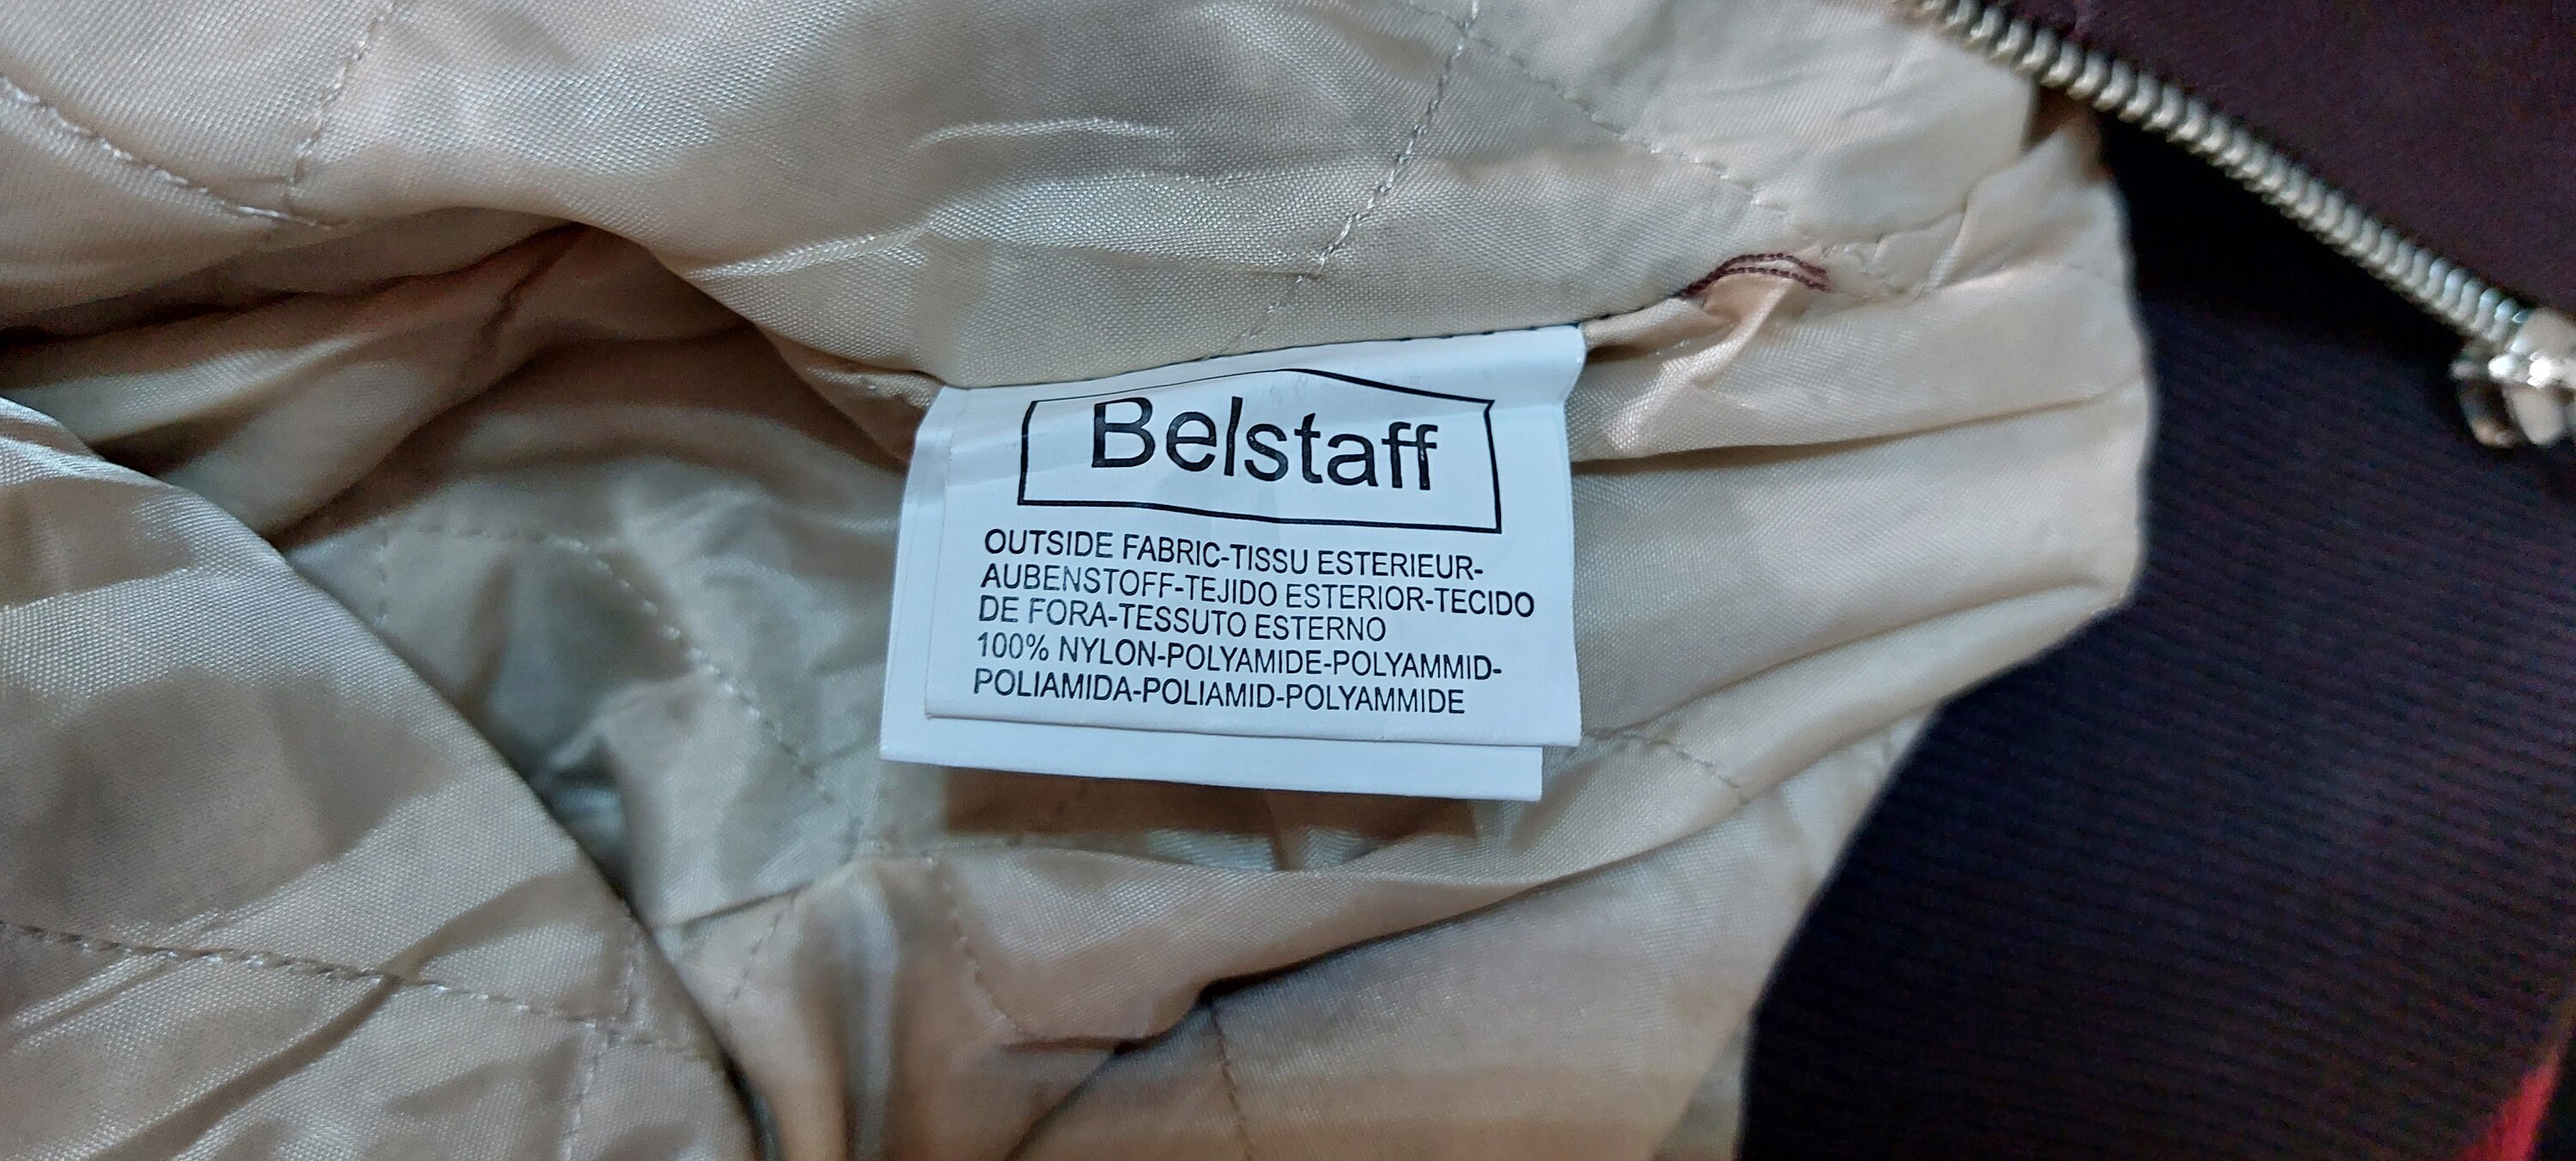 Belstaff
OUTSIDE FABRIC-TISSU ESTERIEUR-
AUBENSTOFF-TEJIDO ESTERIOR-TECIDO
DE FORA-TESSUTO ESTERNO
100% NYLON-POLYAMIDE-POLYAMMID-
POLIAMIDA-POLIAMID-POLYAMMIDE